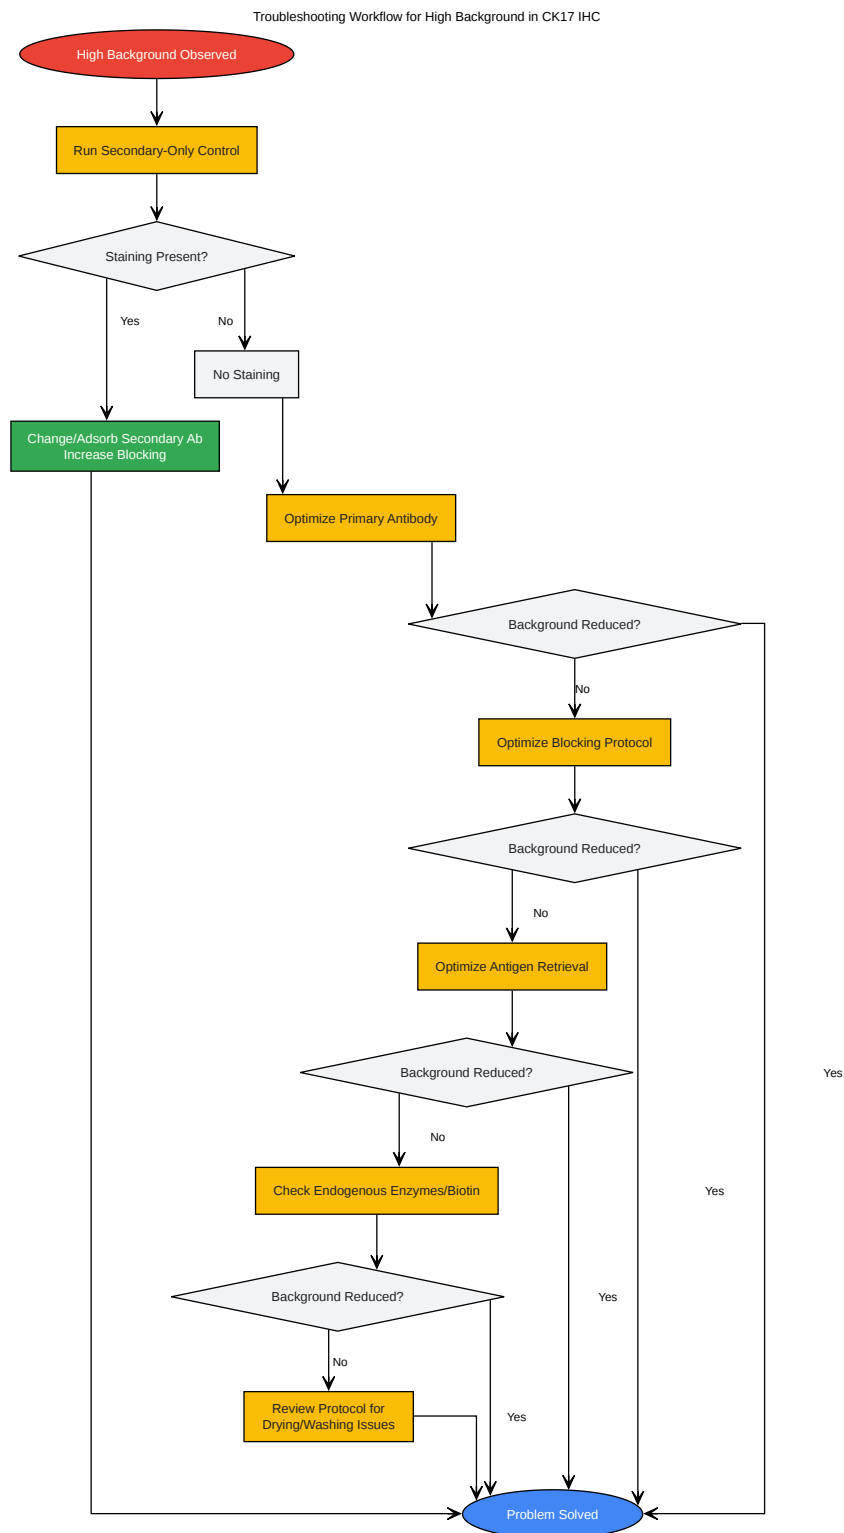 Troubleshooting Workflow for High Background in CK17 IHC
High Background Observed
Run Secondary-Only Control
Staining Present?
Yes
No
No Staining
Change/Adsorb Secondary Ab
Increase Blocking
Optimize Primary Antibody
Background Reduced?
No
Optimize Blocking Protocol
Background Reduced?
No
Optimize Antigen Retrieval
Background Reduced?
Yes
No
Check Endogenous Enzymes/Biotin
Yes
Background Reduced?
Yes
No
Review Protocol for
Drying/Washing Issues
Yes
Problem Solved